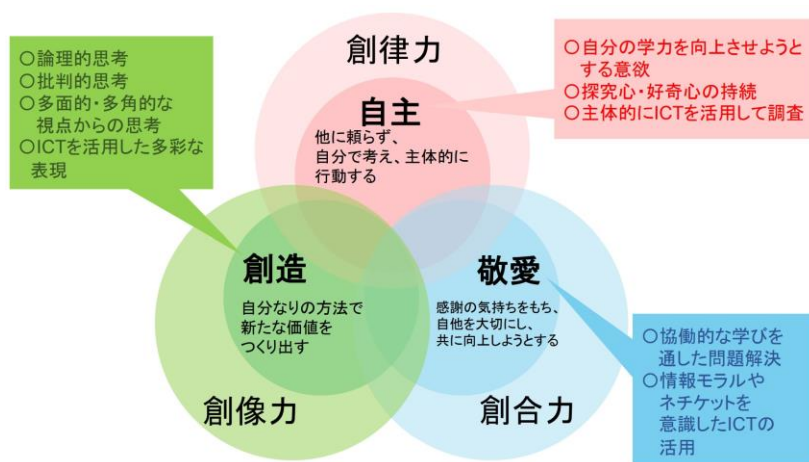 ○論理的思考
○批判的思考
○多面的・多角的な
視点からの思考
○ICTを活用した多彩な
表現
創律力
自主
他に頼らず、
自分で考え、主体的に
行動する
○自分の学力を向上させようと
する意欲
○探究心・好奇心の持続
○主体的にICTを活用して調査
創造
自分なりの方法で
新たな価値を
つくり出す
創像力
敬愛
感謝の気持ちをもち、
自他を大切にし、
共に向上しようとする
創合力
○協働的な学びを
通した問題解決
○情報モラルや
ネチケットを
意識したICTの
活用